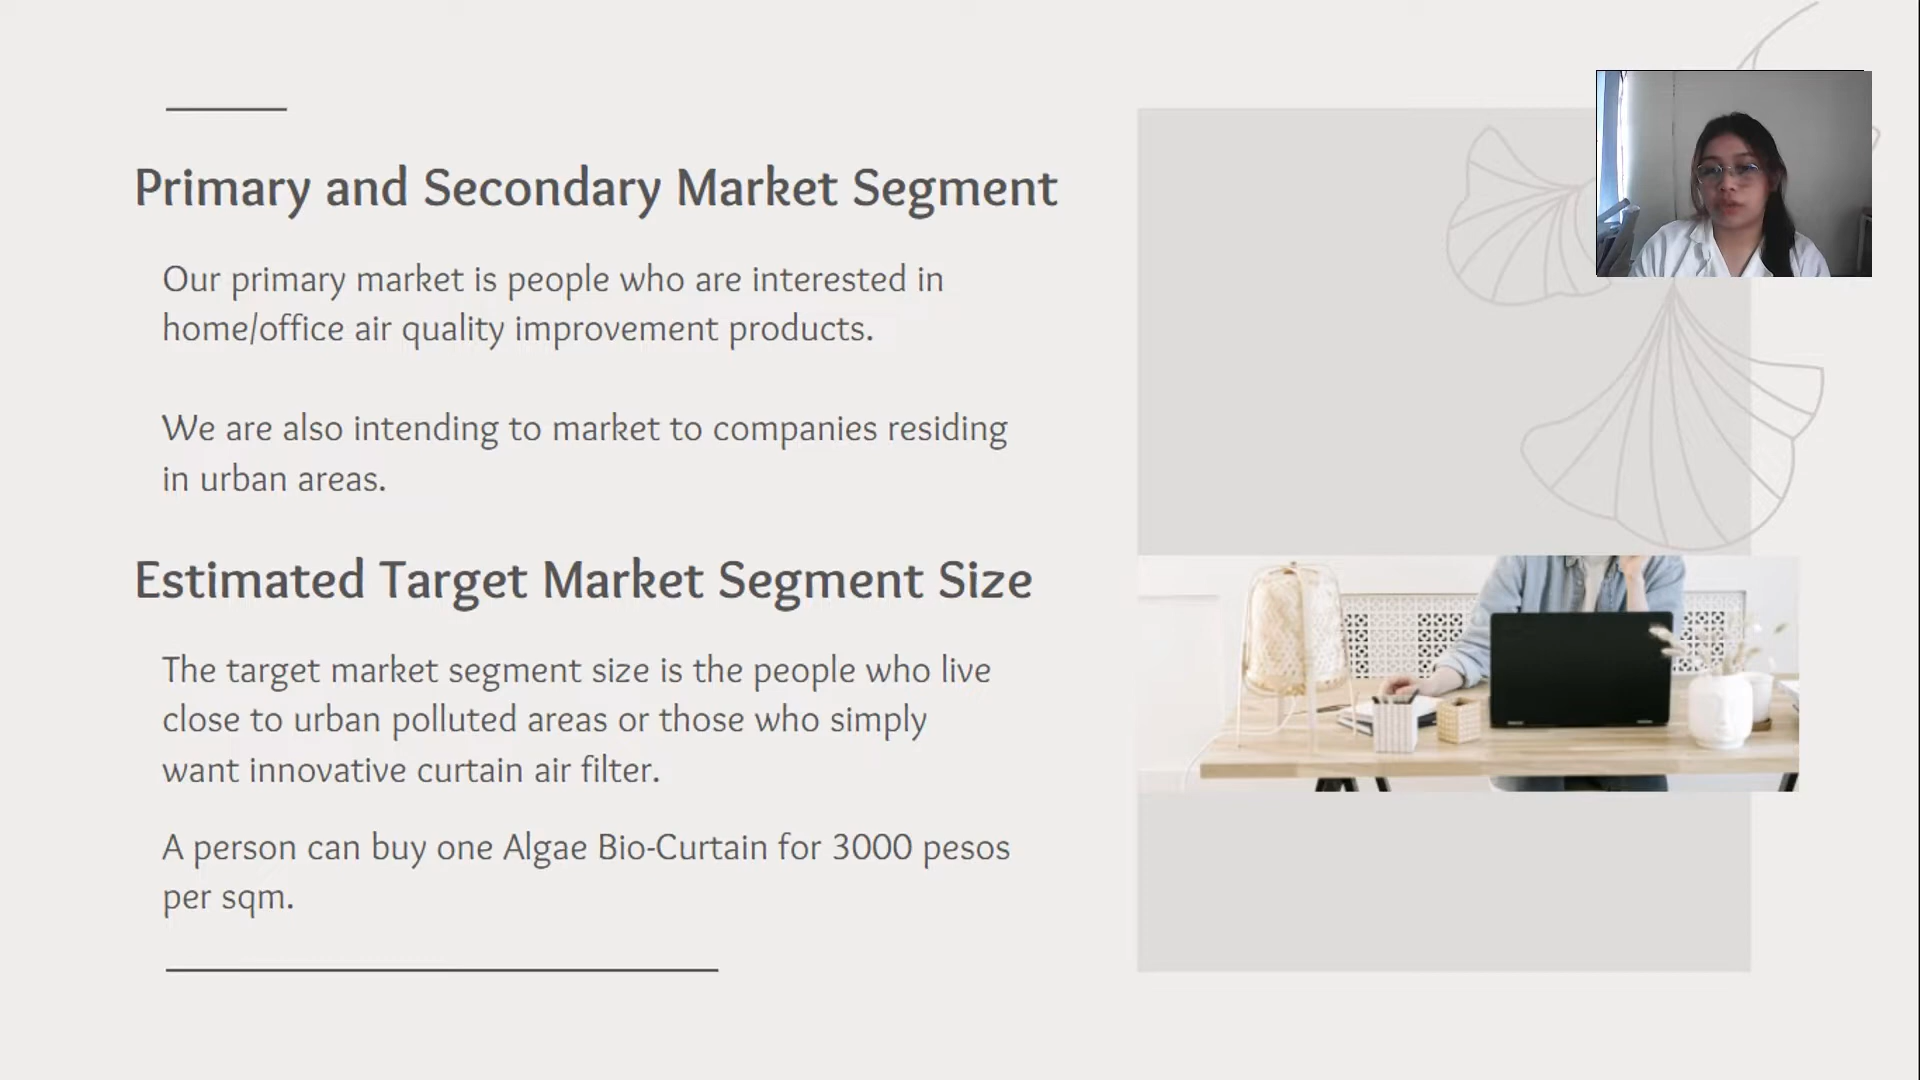 Primary and Secondary Market Segment
Our primary market is people who are interested in
home/office air quality improvement products.
We are also intending to market to companies residing
in urban areas.
Estimated Target Market Segment Size
The target market segment size is the people who live
close to urban polluted areas or those who simply
want innovative curtain air filter.
A person can buy one Algae Bio-Curtain for 3000 pesos
per sqm.